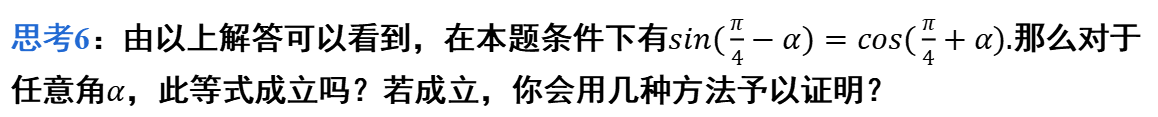 思考6：由以上解答可以看到，在本题条件下有sin(π/4 − α) = cos(π/4 + α).那么对于
任意角α，此等式成立吗？若成立，你会用几种方法予以证明？